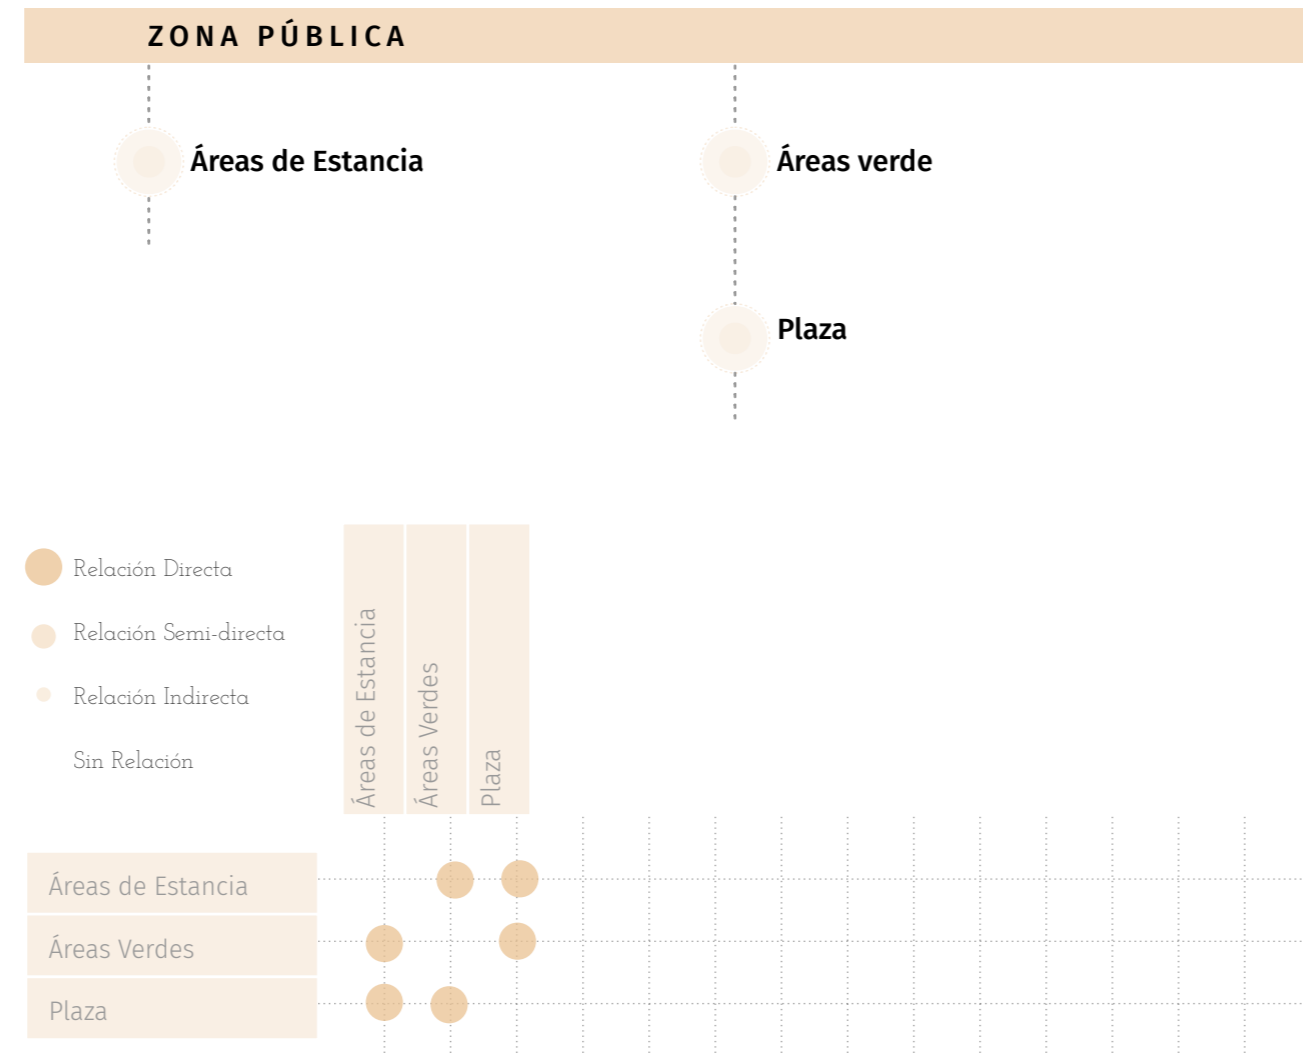 ZONA PÚBLICA
Áreas de Estancia
Áreas verde
Plaza
Relación Directa
Relación Semi-directa
Relación Indirecta
Sin Relación
Áreas de Estancia
Áreas Verdes
Plaza
Áreas de Estancia
Áreas Verdes
Plaza